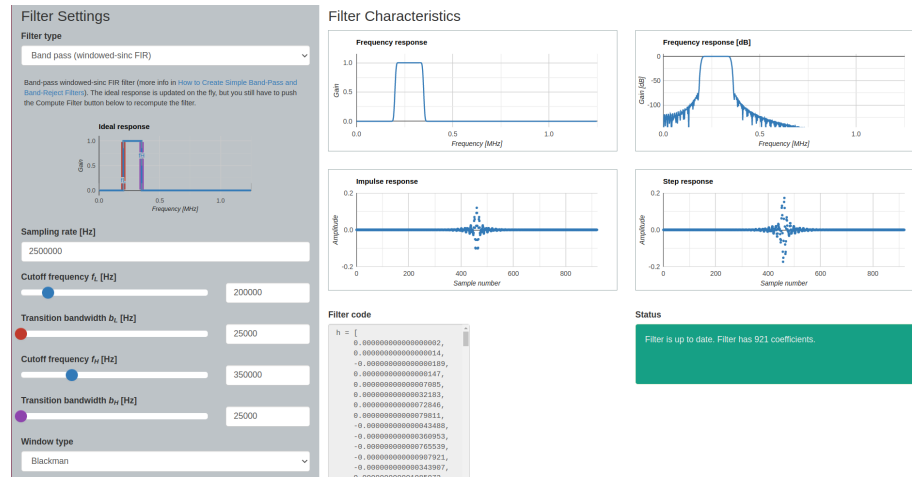 Filter Settings
Filter type
Band pass (windowed-sinc FIR)
Band-pass windowed-sinc FIR filter (more info in How to Create Simple Band-Pass and
Band-Reject Filters). The ideal response is updated on the fly, but you still have to push
the Compute Filter button below to recompute the filter.
Ideal response
1.0
0.5
0.0
Gain
0.0
0.5
1.0
Frequency [MHz]
Sampling rate [Hz]
2500000
Cutoff frequency fL [Hz]
200000
Transition bandwidth bL [Hz]
25000
Cutoff frequency fH [Hz]
350000
Transition bandwidth bH [Hz]
25000
Window type
Blackman
Filter Characteristics
Frequency response
1.0
0.5
0.0
Gain
0.0
0.5
1.0
Frequency [MHz]
Frequency response [dB]
0
-50
-100
Gain [dB]
0.0
0.5
1.0
Frequency [MHz]
Impulse response
0.2
0.0
-0.2
Amplitude
0
200
400
600
800
Sample number
Step response
0.2
0.0
-0.2
Amplitude
0
200
400
600
800
Sample number
Filter code
h = [
0.000000000000000002,
0.000000000000000014,
-0.000000000000000189,
0.000000000000000147,
0.000000000000007085,
0.000000000000032183,
0.000000000000072846,
0.000000000000079811,
-0.000000000000043488,
-0.000000000000360953,
-0.000000000000765539,
-0.000000000000907921,
-0.000000000000343907,
Status
Filter is up to date. Filter has 921 coefficients.